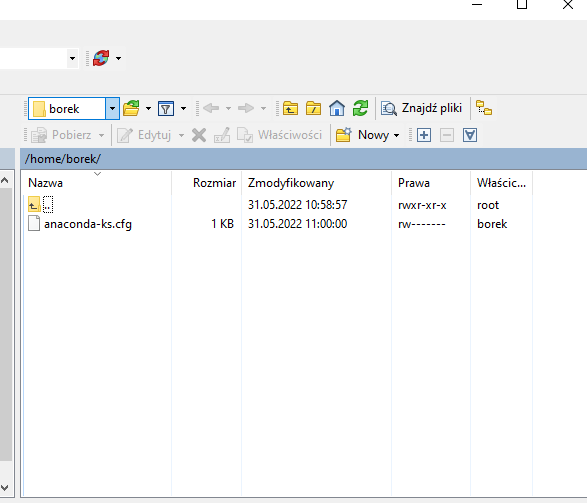 borek Znajdź pliki
Pobierz Edytuj Właściwości Nowy
/home/borek/
Nazwa Rozmiar Zmodyfikowany Prawa Właścic...
.. 31.05.2022 10:58:57 rwxr-xr-x root
anaconda-ks.cfg 1 KB 31.05.2022 11:00:00 rw------- borek